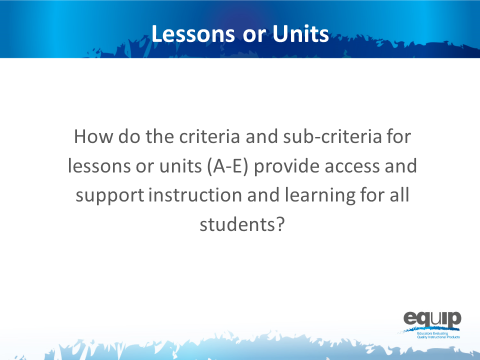 Lessons or Units
How do the criteria and sub-criteria for
lessons or units (A-E) provide access and
support instruction and learning for all
students?
equip
Educators Evaluating
Quality Instructional Products